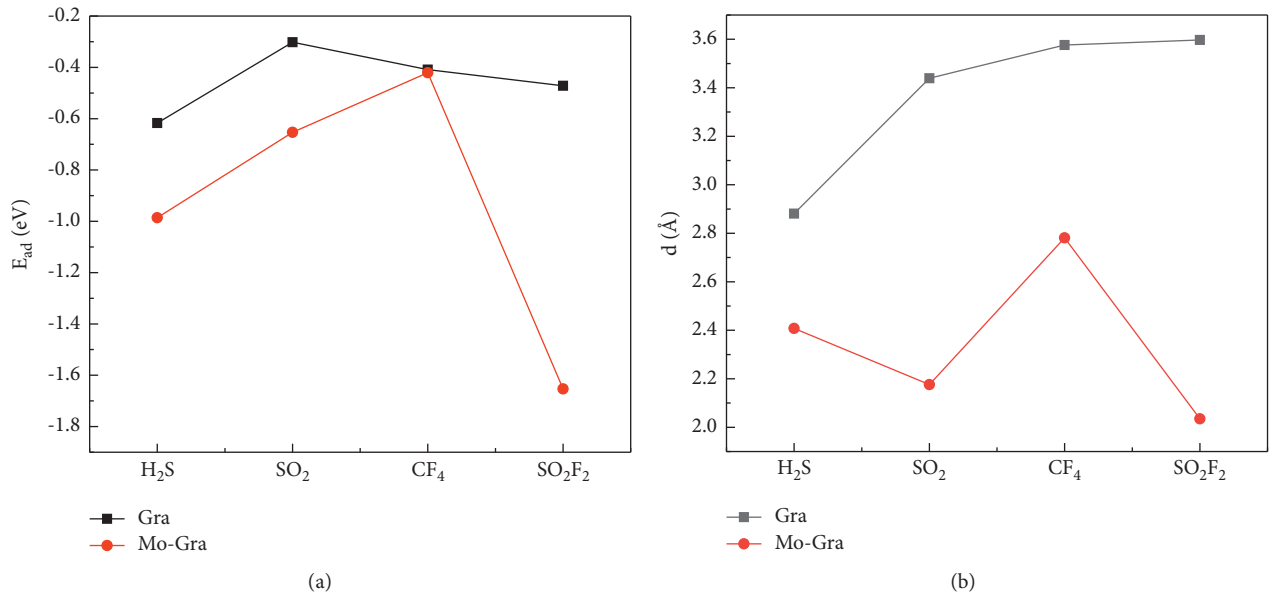 -0.2
-0.4
-0.6
-0.8
-1.0
-1.2
-1.4
-1.6
-1.8
E_ad (eV)
H₂S SO₂ CF₄ SO₂F₂
Gra
Mo-Gra
(a)
3.6
3.4
3.2
3.0
2.8
2.6
2.4
2.2
2.0
d (Å)
H₂S SO₂ CF₄ SO₂F₂
Gra
Mo-Gra
(b)